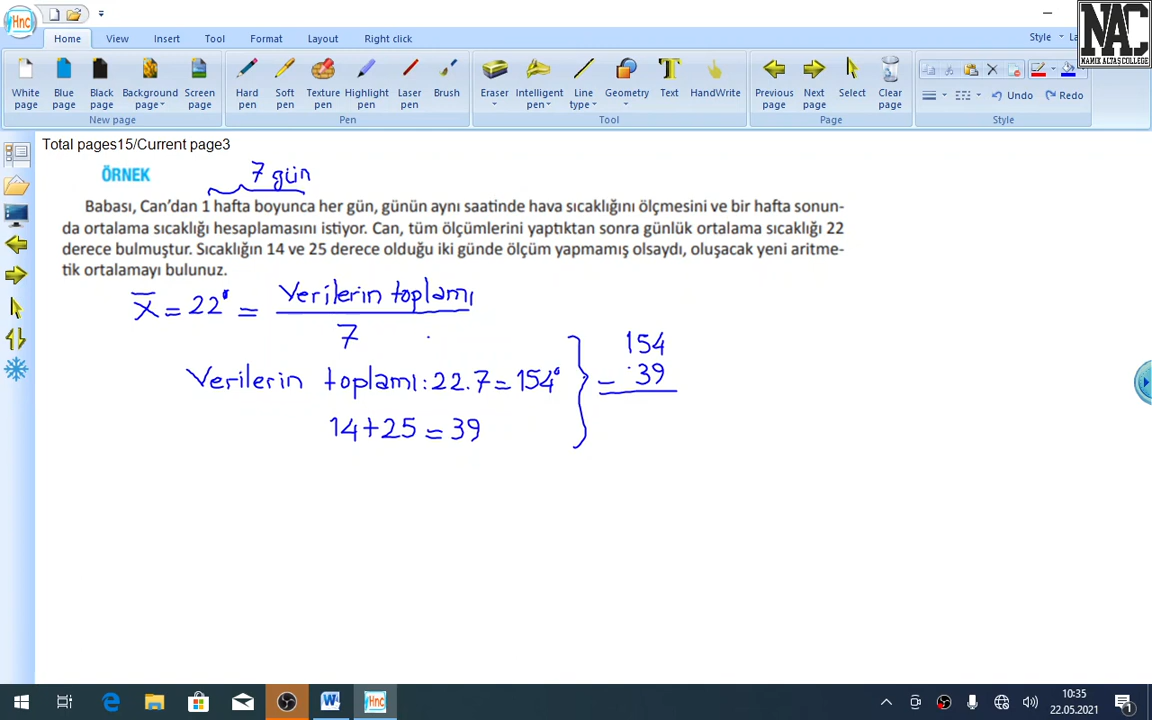 Home View Insert Tool Format Layout Right click Style
NAC
NAMIK ALTAS COLLEGE
White page Blue page Black page Background page Screen page Hard pen Soft pen Texture pen Highlight pen Laser pen Brush Eraser Intelligent pen Line type Geometry Text HandWrite Previous page Next page Select Clear page Undo Redo
New page Pen Tool Page Style
Total pages15/Current page3
ÖRNEK
7 gün
Babası, Can'dan 1 hafta boyunca her gün, günün aynı saatinde hava sıcaklığını ölçmesini ve bir hafta sonun-
da ortalama sıcaklığı hesaplamasını istiyor. Can, tüm ölçümlerini yaptıktan sonra günlük ortalama sıcaklığı 22
derece bulmuştur. Sıcaklığın 14 ve 25 derece olduğu iki günde ölçüm yapmamış olsaydı, oluşacak yeni aritme-
tik ortalamayı bulunuz.
X = 22° = Verilerin toplamı
7
154
Verilerin toplamı: 22.7 = 154° - 39
14+25 = 39
10:35
22.05.2021